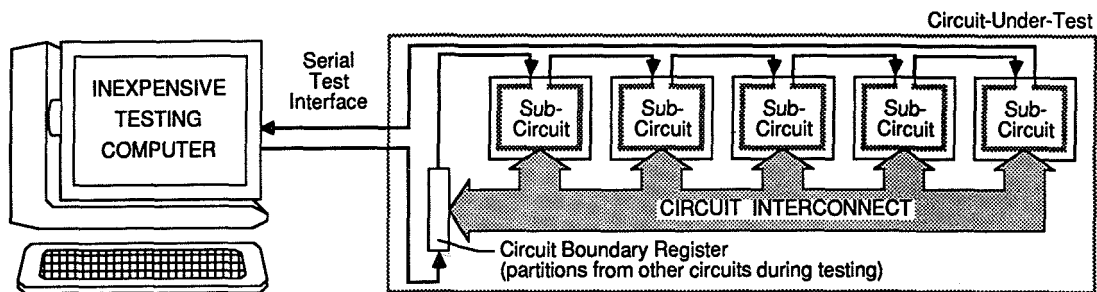 Circuit-Under-Test
INEXPENSIVE
TESTING
COMPUTER
Serial
Test
Interface
Sub-
Circuit
Sub-
Circuit
Sub-
Circuit
Sub-
Circuit
Sub-
Circuit
CIRCUIT INTERCONNECT
Circuit Boundary Register
(partitions from other circuits during testing)